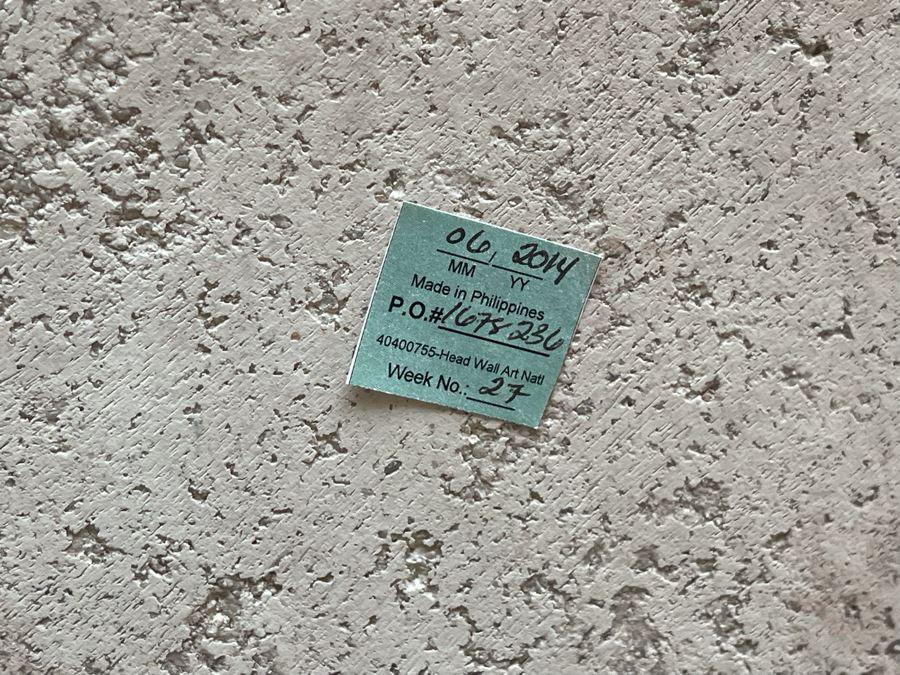 06, 2014
MM YY
Made in Philippines
P.O.#1678236
40400755-Head Wall Art Natl
Week No.: 27